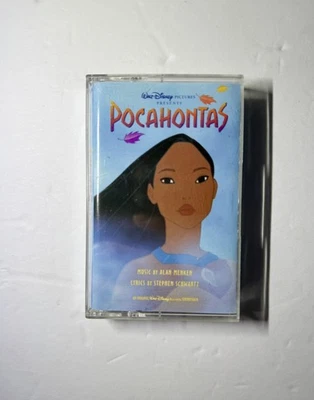 WALT DISNEY PICTURES
PRESENTS
POCAHONTAS
MUSIC BY ALAN MENKEN
LYRICS BY STEPHEN SCHWARTZ